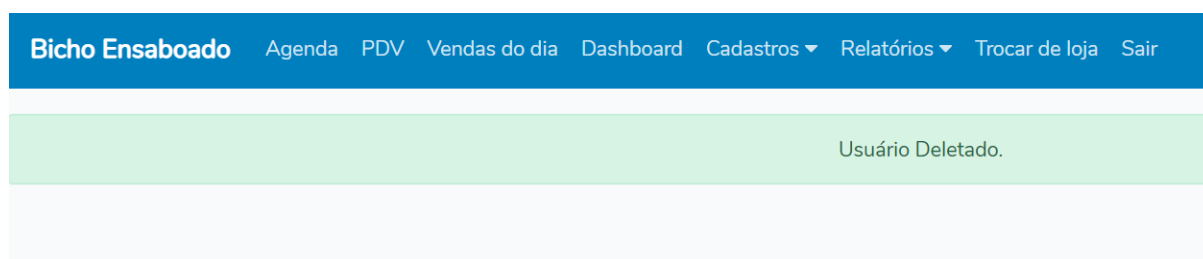 Bicho Ensaboado Agenda PDV Vendas do dia Dashboard Cadastros Relatórios Trocar de loja Sair
Usuário Deletado.